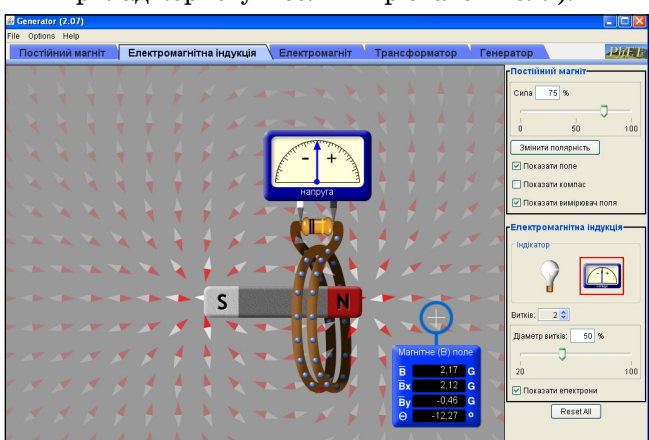 Generator (2.07)
File Options Help
Постійний магніт Електромагнітна індукція Електромагніт Трансформатор Генератор
PhET
Постійний магніт
Сила 75 %
0 50 100
Змінити полярність
Показати поле
Показати компас
Показати вимірювач поля
- +
напруга
S N
Електромагнітна індукція
Індікатор
Витків: 2
Діаметр витків: 50 %
20 100
Показати електрони
Reset All
Магнітне (B) поле
B 2,17 G
Bx 2,12 G
By -0,46 G
Θ -12,27 °